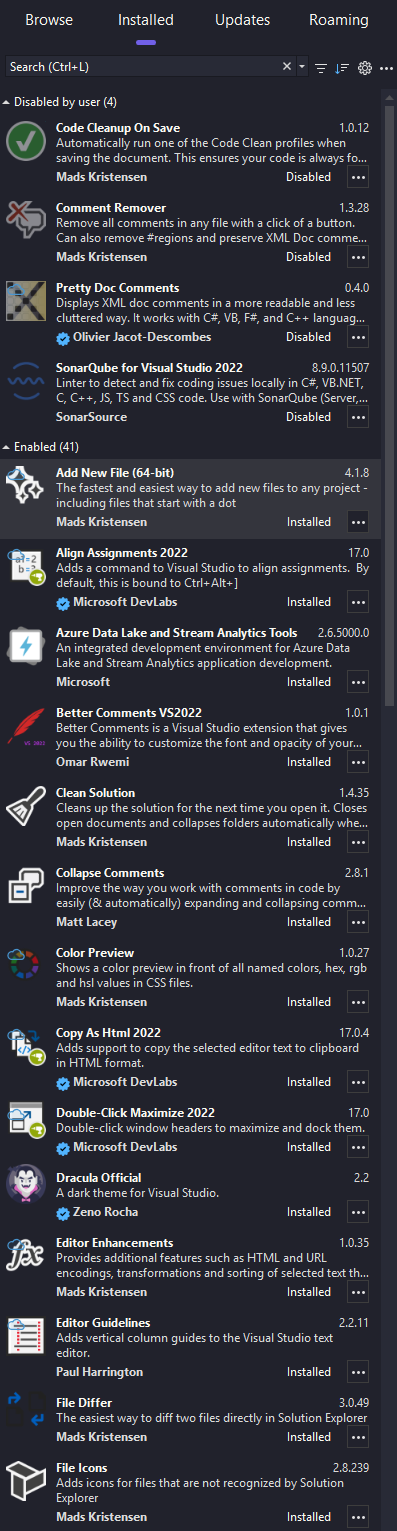 Browse Installed Updates Roaming
Search (Ctrl+L)
Disabled by user (4)
Code Cleanup On Save 1.0.12
Automatically run one of the Code Clean profiles when
saving the document. This ensures your code is always fo...
Mads Kristensen Disabled
Comment Remover 1.3.28
Remove all comments in any file with a click of a button.
Can also remove #regions and preserve XML Doc comme...
Mads Kristensen Disabled
Pretty Doc Comments 0.4.0
Displays XML doc comments in a more readable and less
cluttered way. It works with C#, VB, F#, and C++ languag...
Olivier Jacot-Descombes Disabled
SonarQube for Visual Studio 2022 8.9.0.11507
Linter to detect and fix coding issues locally in C#, VB.NET,
C, C++, JS, TS and CSS code. Use with SonarQube (Server,...
SonarSource Disabled
Enabled (41)
Add New File (64-bit) 4.1.8
The fastest and easiest way to add new files to any project -
including files that start with a dot
Mads Kristensen Installed
Align Assignments 2022 17.0
Adds a command to Visual Studio to align assignments. By
default, this is bound to Ctrl+Alt+]
Microsoft DevLabs Installed
Azure Data Lake and Stream Analytics Tools 2.6.5000.0
An integrated development environment for Azure Data
Lake and Stream Analytics application development.
Microsoft Installed
Better Comments VS2022 1.0.1
Better Comments is a Visual Studio extension that gives
VS 2022 you the ability to customize the font and opacity of your...
Omar Rwemi Installed
Clean Solution 1.4.35
Cleans up the solution for the next time you open it. Closes
open documents and collapses folders automatically whe...
Mads Kristensen Installed
Collapse Comments 2.8.1
Improve the way you work with comments in code by
easily (& automatically) expanding and collapsing comm...
Matt Lacey Installed
Color Preview 1.0.27
Shows a color preview in front of all named colors, hex, rgb
and hsl values in CSS files.
Mads Kristensen Installed
Copy As Html 2022 17.0.4
Adds support to copy the selected editor text to clipboard
in HTML format.
Microsoft DevLabs Installed
Double-Click Maximize 2022 17.0
Double-click window headers to maximize and dock them.
Microsoft DevLabs Installed
Dracula Official 2.2
A dark theme for Visual Studio.
Zeno Rocha Installed
Editor Enhancements 1.0.35
Provides additional features such as HTML and URL
encodings, transformations and sorting of selected text th...
Mads Kristensen Installed
Editor Guidelines 2.2.11
Adds vertical column guides to the Visual Studio text
editor.
Paul Harrington Installed
File Differ 3.0.49
The easiest way to diff two files directly in Solution Explorer
Mads Kristensen Installed
File Icons 2.8.239
Adds icons for files that are not recognized by Solution
Explorer
Mads Kristensen Installed